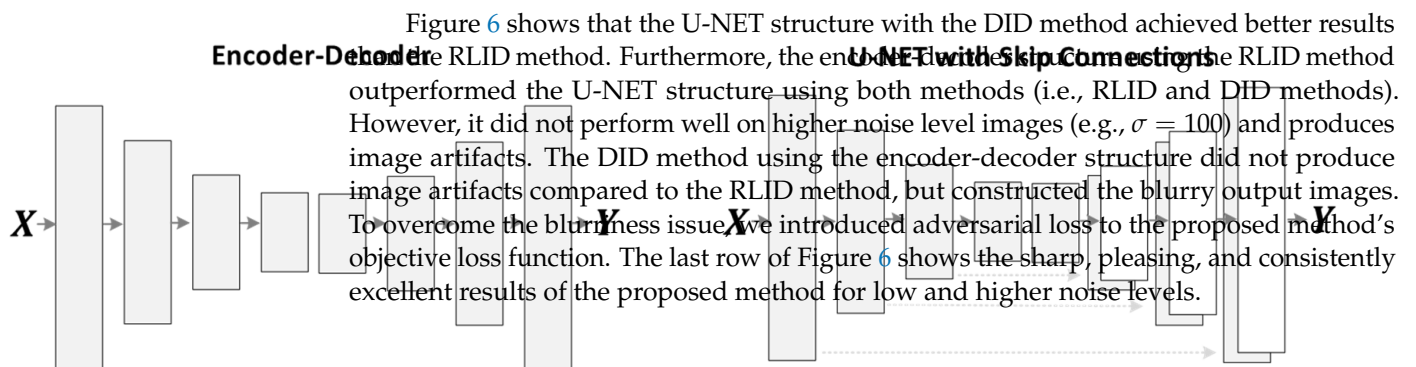 Figure 6 shows that the U-NET structure with the DID method achieved better results
than the RLID method. Furthermore, the encoder-decoder structure using the RLID method
outperformed the U-NET structure using both methods (i.e., RLID and DID methods).
However, it did not perform well on higher noise level images (e.g., σ = 100) and produces
image artifacts. The DID method using the encoder-decoder structure did not produce
image artifacts compared to the RLID method, but constructed the blurry output images.
To overcome the blurriness issue, we introduced adversarial loss to the proposed method's
objective loss function. The last row of Figure 6 shows the sharp, pleasing, and consistently
excellent results of the proposed method for low and higher noise levels.
Encoder-Decoder
U-NET with Skip Connections
X
Y
X
Y